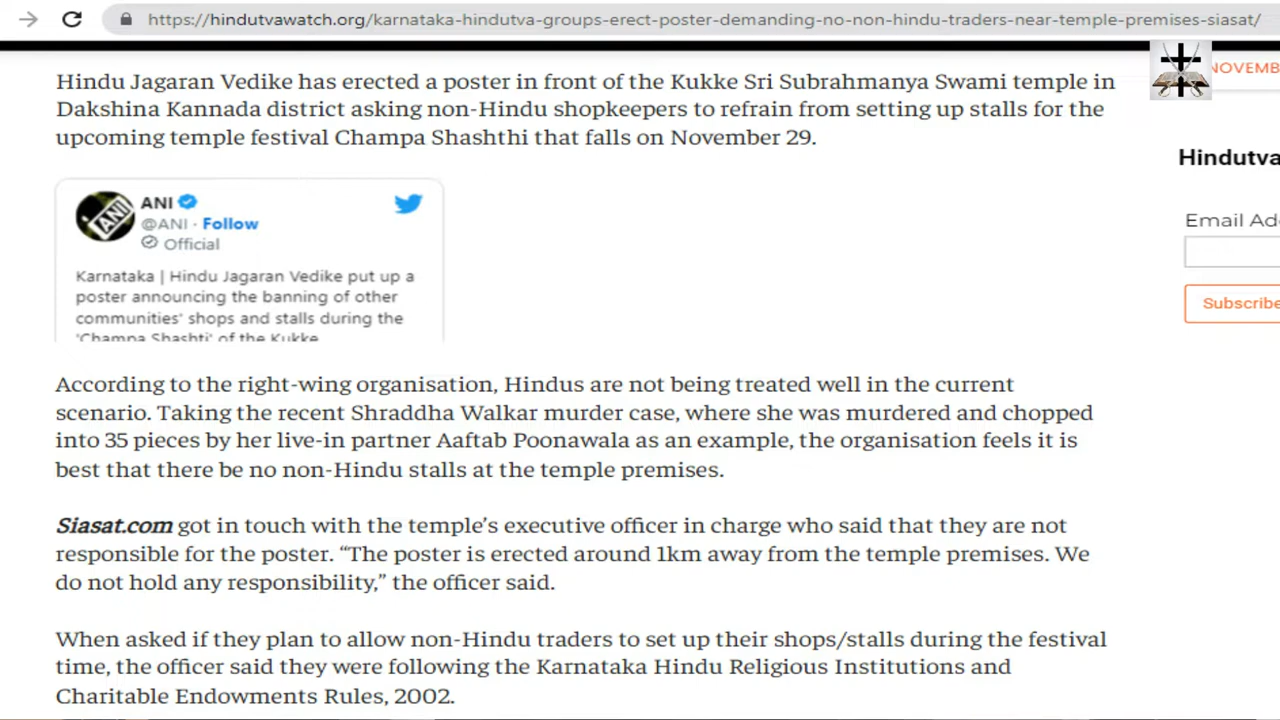 https://hindutvawatch.org/karnataka-hindutva-groups-erect-poster-demanding-no-non-hindu-traders-near-temple-premises-siasat/
Hindu Jagaran Vedike has erected a poster in front of the Kukke Sri Subrahmanya Swami temple in
Dakshina Kannada district asking non-Hindu shopkeepers to refrain from setting up stalls for the
upcoming temple festival Champa Shashthi that falls on November 29.
NOVEMB
Hindutva
Email Ad
Subscribe
ANI
@ANI · Follow
Official
Karnataka | Hindu Jagaran Vedike put up a
poster announcing the banning of other
communities' shops and stalls during the
'Champa Shashti' of the Kukke
According to the right-wing organisation, Hindus are not being treated well in the current
scenario. Taking the recent Shraddha Walkar murder case, where she was murdered and chopped
into 35 pieces by her live-in partner Aaftab Poonawala as an example, the organisation feels it is
best that there be no non-Hindu stalls at the temple premises.
Siasat.com got in touch with the temple’s executive officer in charge who said that they are not
responsible for the poster. “The poster is erected around 1km away from the temple premises. We
do not hold any responsibility,” the officer said.
When asked if they plan to allow non-Hindu traders to set up their shops/stalls during the festival
time, the officer said they were following the Karnataka Hindu Religious Institutions and
Charitable Endowments Rules, 2002.